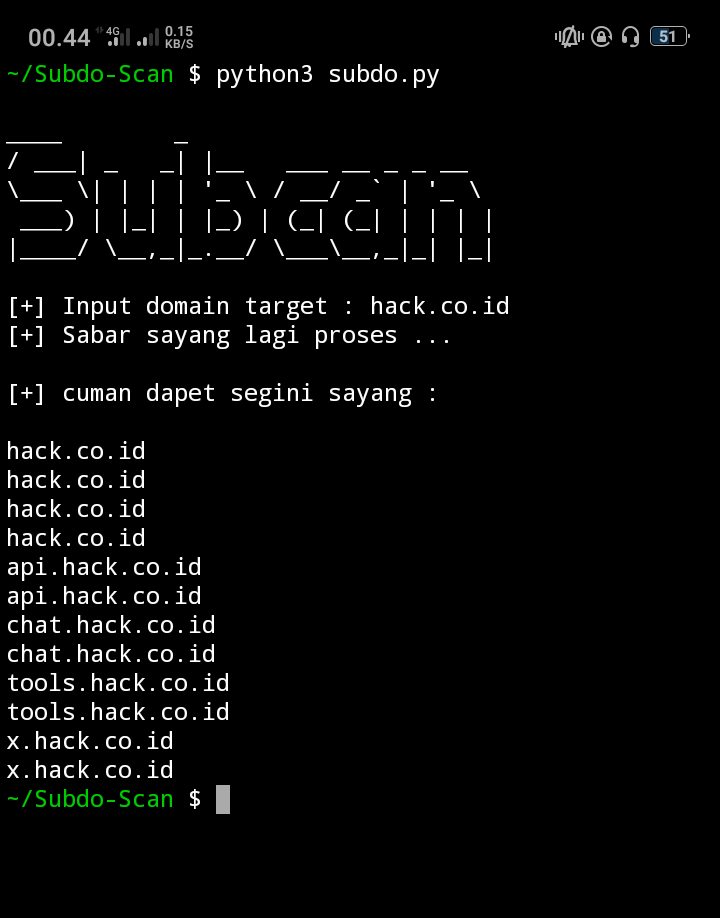 00.44 4G 0.15 KB/S 51
~/Subdo-Scan $ python3 subdo.py
____        _
/ ___| _   _| |__   ____ __ _ _ __
\___ \| | | | '_ \ / __/ _` | '_ \
 ___) | |_| | |_) | (_| (_| | | | |
|____/ \__,_|_.__/ \___\__,_|_| |_|
[+] Input domain target : hack.co.id
[+] Sabar sayang lagi proses ...
[+] cuman dapet segini sayang :
hack.co.id
hack.co.id
hack.co.id
hack.co.id
api.hack.co.id
api.hack.co.id
chat.hack.co.id
chat.hack.co.id
tools.hack.co.id
tools.hack.co.id
x.hack.co.id
x.hack.co.id
~/Subdo-Scan $